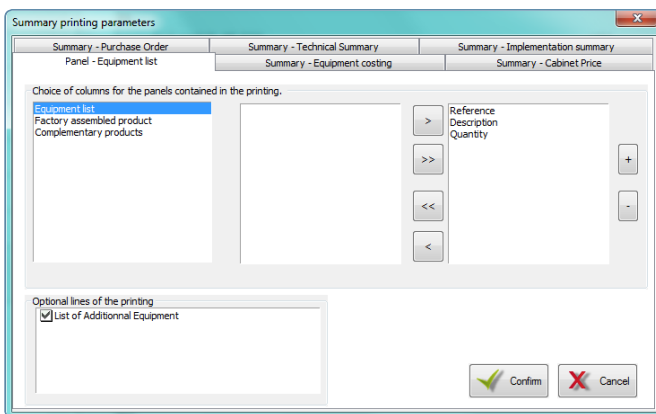 Summary printing parameters
x
Summary - Purchase Order
Summary - Technical Summary
Summary - Implementation summary
Panel - Equipment list
Summary - Equipment costing
Summary - Cabinet Price
Choice of columns for the panels contained in the printing.
Equipment list
Factory assembled product
Complementary products
>
>>
<<
<
Reference
Description
Quantity
+
-
Optional lines of the printing
List of Additionnal Equipment
Confirm
Cancel